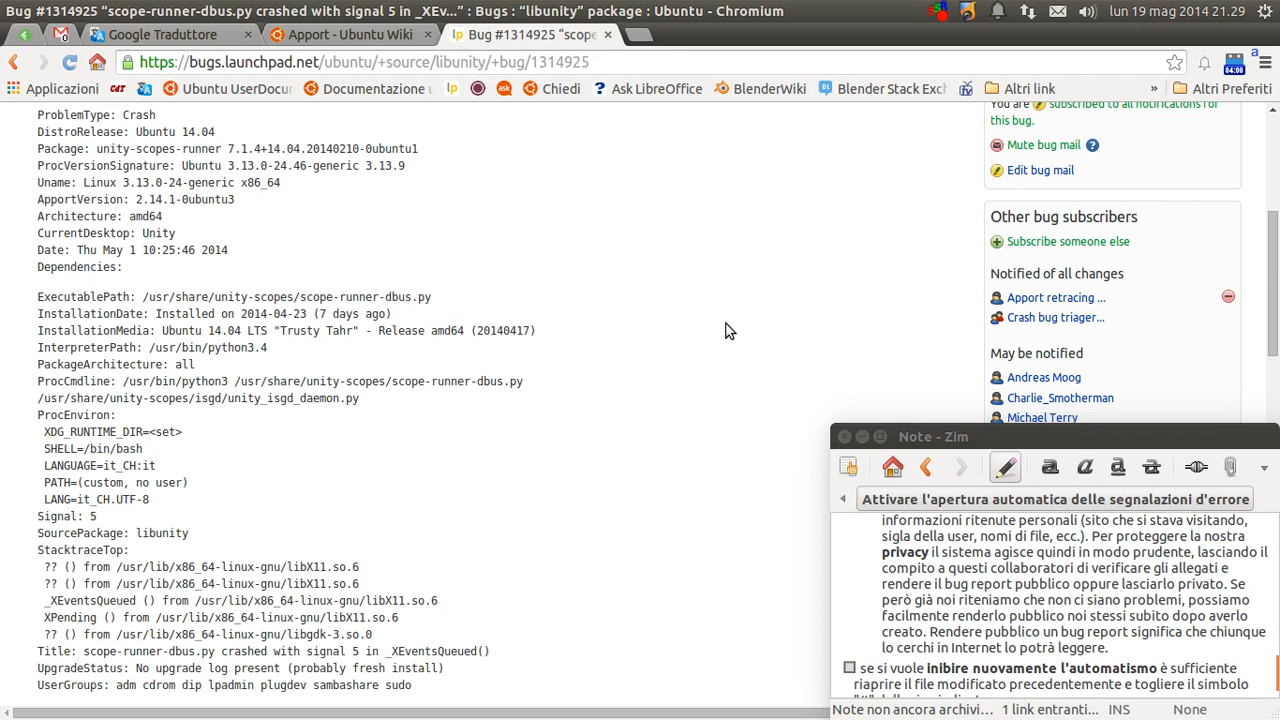 Bug #1314925 “scope-runner-dbus.py crashed with signal 5 in _XEv…” : Bugs : “libunity” package : Ubuntu - Chromium
lun 19 mag 2014 21.29
Google Traduttore
Apport - Ubuntu Wiki
Bug #1314925 “scope
https://bugs.launchpad.net/ubuntu/+source/libunity/+bug/1314925
04:00
Applicazioni
CAT
Ubuntu UserDocu
Documentazione u
lp
ask
Chiedi
Ask LibreOffice
BlenderWiki
Blender Stack Exch
»
Altri link
Altri Preferiti
ProblemType: Crash
DistroRelease: Ubuntu 14.04
Package: unity-scopes-runner 7.1.4+14.04.20140210-0ubuntu1
ProcVersionSignature: Ubuntu 3.13.0-24.46-generic 3.13.9
Uname: Linux 3.13.0-24-generic x86_64
ApportVersion: 2.14.1-0ubuntu3
Architecture: amd64
CurrentDesktop: Unity
Date: Thu May 1 10:25:46 2014
Dependencies:
ExecutablePath: /usr/share/unity-scopes/scope-runner-dbus.py
InstallationDate: Installed on 2014-04-23 (7 days ago)
InstallationMedia: Ubuntu 14.04 LTS "Trusty Tahr" - Release amd64 (20140417)
InterpreterPath: /usr/bin/python3.4
PackageArchitecture: all
ProcCmdline: /usr/bin/python3 /usr/share/unity-scopes/scope-runner-dbus.py
/usr/share/unity-scopes/isgd/unity_isgd_daemon.py
ProcEnviron:
XDG_RUNTIME_DIR=<set>
SHELL=/bin/bash
LANGUAGE=it_CH:it
PATH=(custom, no user)
LANG=it_CH.UTF-8
Signal: 5
SourcePackage: libunity
StacktraceTop:
?? () from /usr/lib/x86_64-linux-gnu/libX11.so.6
?? () from /usr/lib/x86_64-linux-gnu/libX11.so.6
_XEventsQueued () from /usr/lib/x86_64-linux-gnu/libX11.so.6
XPending () from /usr/lib/x86_64-linux-gnu/libX11.so.6
?? () from /usr/lib/x86_64-linux-gnu/libgdk-3.so.0
Title: scope-runner-dbus.py crashed with signal 5 in _XEventsQueued()
UpgradeStatus: No upgrade log present (probably fresh install)
UserGroups: adm cdrom dip lpadmin plugdev sambashare sudo
You are subscribed to all notifications for
this bug.
Mute bug mail
Edit bug mail
Other bug subscribers
Subscribe someone else
Notified of all changes
Apport retracing ...
Crash bug triager...
May be notified
Andreas Moog
Charlie_Smotherman
Michael Terry
Note - Zim
Attivare l'apertura automatica delle segnalazioni d'errore
informazioni ritenute personali (sito che si stava visitando,
sigla della user, nomi di file, ecc.). Per proteggere la nostra
privacy il sistema agisce quindi in modo prudente, lasciando il
compito a questi collaboratori di verificare gli allegati e
rendere il bug report pubblico oppure lasciarlo privato. Se
però già noi riteniamo che non ci siano problemi, possiamo
facilmente renderlo pubblico noi stessi subito dopo averlo
creato. Rendere pubblico un bug report significa che chiunque
lo cerchi in Internet lo potrà leggere.
se si vuole inibire nuovamente l'automatismo è sufficiente
riaprire il file modificato precedentemente e togliere il simbolo
Note non ancora archivi...
1 link entranti...
INS
None